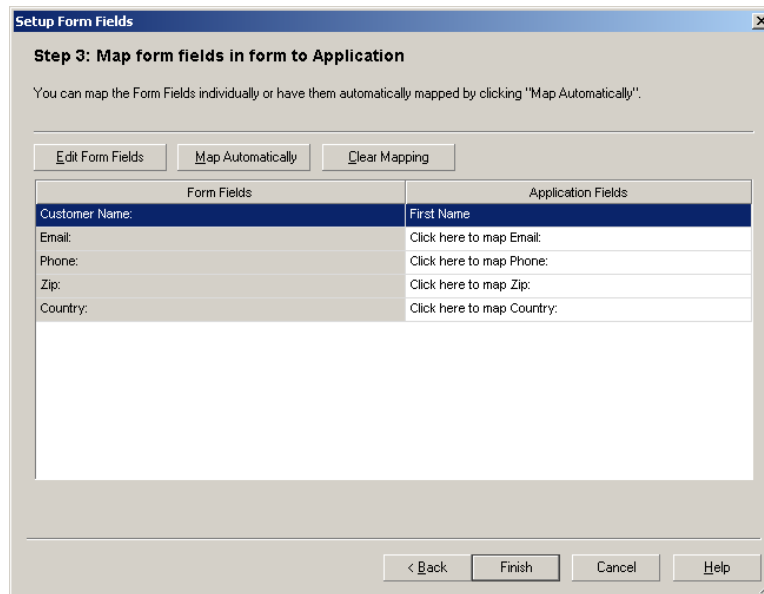 Setup Form Fields
Step 3: Map form fields in form to Application
You can map the Form Fields individually or have them automatically mapped by clicking "Map Automatically".
Edit Form Fields Map Automatically Clear Mapping
Form Fields Application Fields
Customer Name: First Name
Email: Click here to map Email:
Phone: Click here to map Phone:
Zip: Click here to map Zip:
Country: Click here to map Country:
< Back Finish Cancel Help